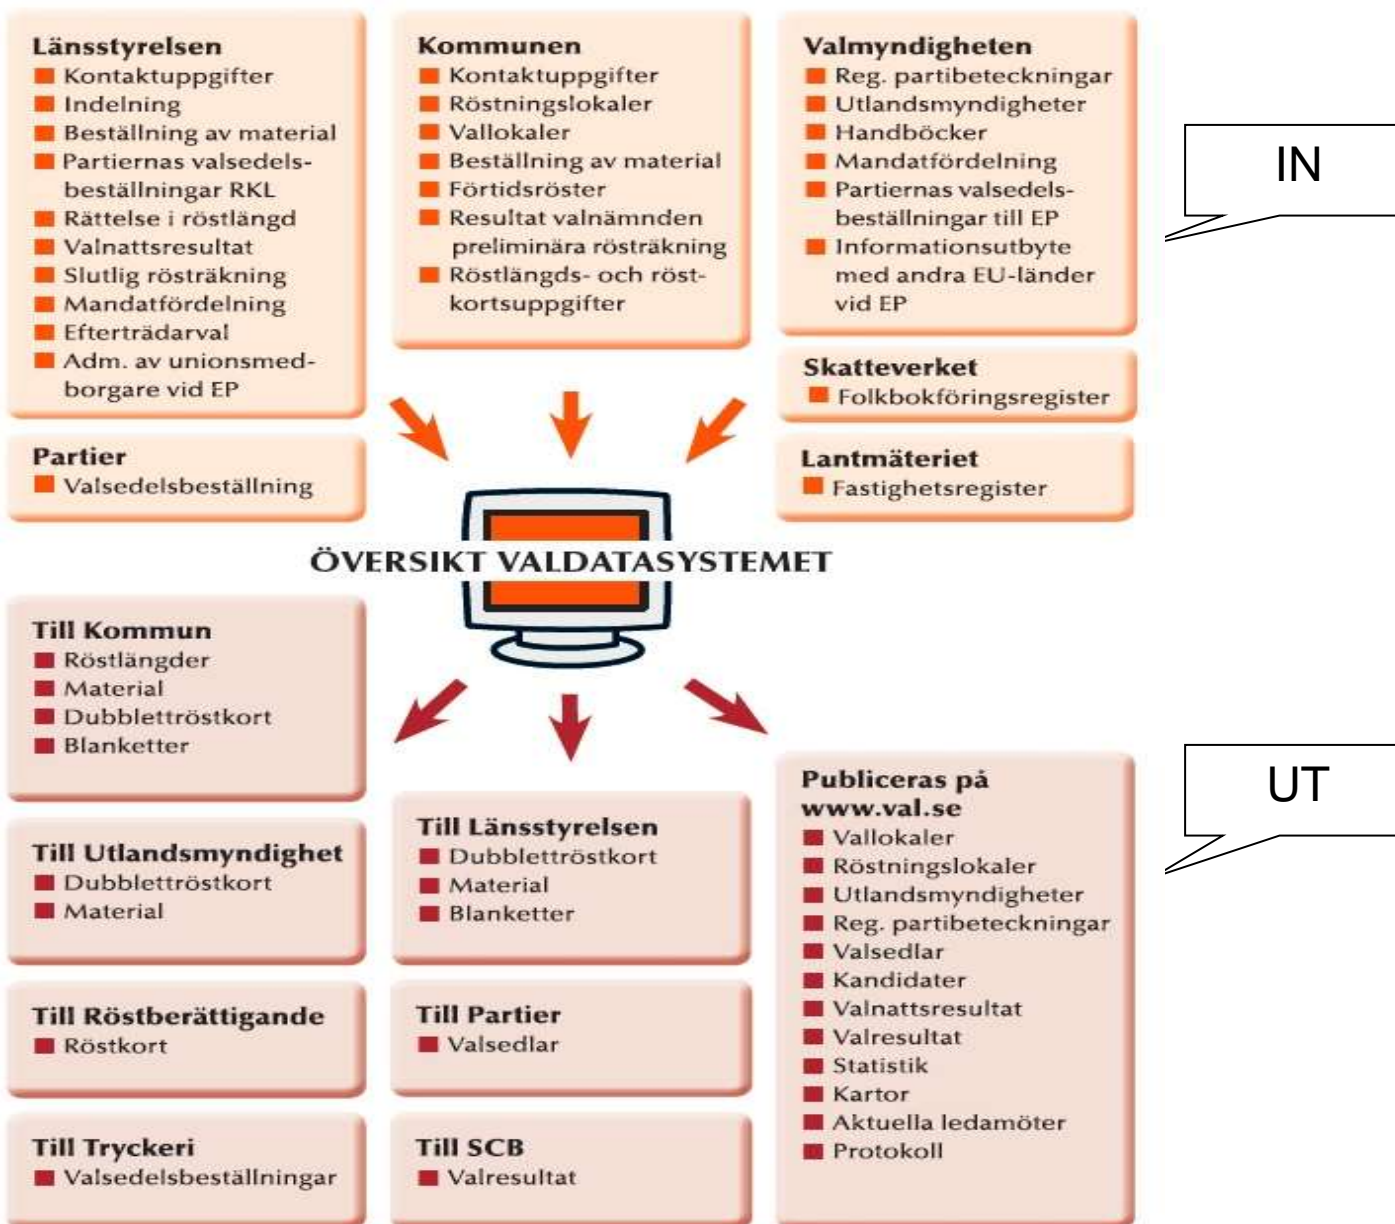 Länsstyrelsen
Kontaktuppgifter
Indelning
Beställning av material
Partiernas valsedels-
beställningar RKL
Rättelse i röstlängd
Valnattsresultat
Slutlig rösträkning
Mandatfördelning
Efterträdarval
Adm. av unionsmed-
borgare vid EP
Partier
Valsedelsbeställning
Kommunen
Kontaktuppgifter
Röstningslokaler
Vallokaler
Beställning av material
Förtidsröster
Resultat valnämnden
preliminära rösträkning
Röstlängds- och röst-
kortsuppgifter
Valmyndigheten
Reg. partibeteckningar
Utlandsmyndigheter
Handböcker
Mandatfördelning
Partiernas valsedels-
beställningar till EP
Informationsutbyte
med andra EU-länder
vid EP
Skatteverket
Folkbokföringsregister
Lantmäteriet
Fastighetsregister
IN
ÖVERSIKT VALDATASYSTEMET
Till Kommun
Röstlängder
Material
Dubblettröstkort
Blanketter
Till Utlandsmyndighet
Dubblettröstkort
Material
Till Röstberättigande
Röstkort
Till Tryckeri
Valsedelsbeställningar
Till Länsstyrelsen
Dubblettröstkort
Material
Blanketter
Till Partier
Valsedlar
Till SCB
Valresultat
Publiceras på
www.val.se
Vallokaler
Röstningslokaler
Utlandsmyndigheter
Reg. partibeteckningar
Valsedlar
Kandidater
Valnattsresultat
Valresultat
Statistik
Kartor
Aktuella ledamöter
Protokoll
UT